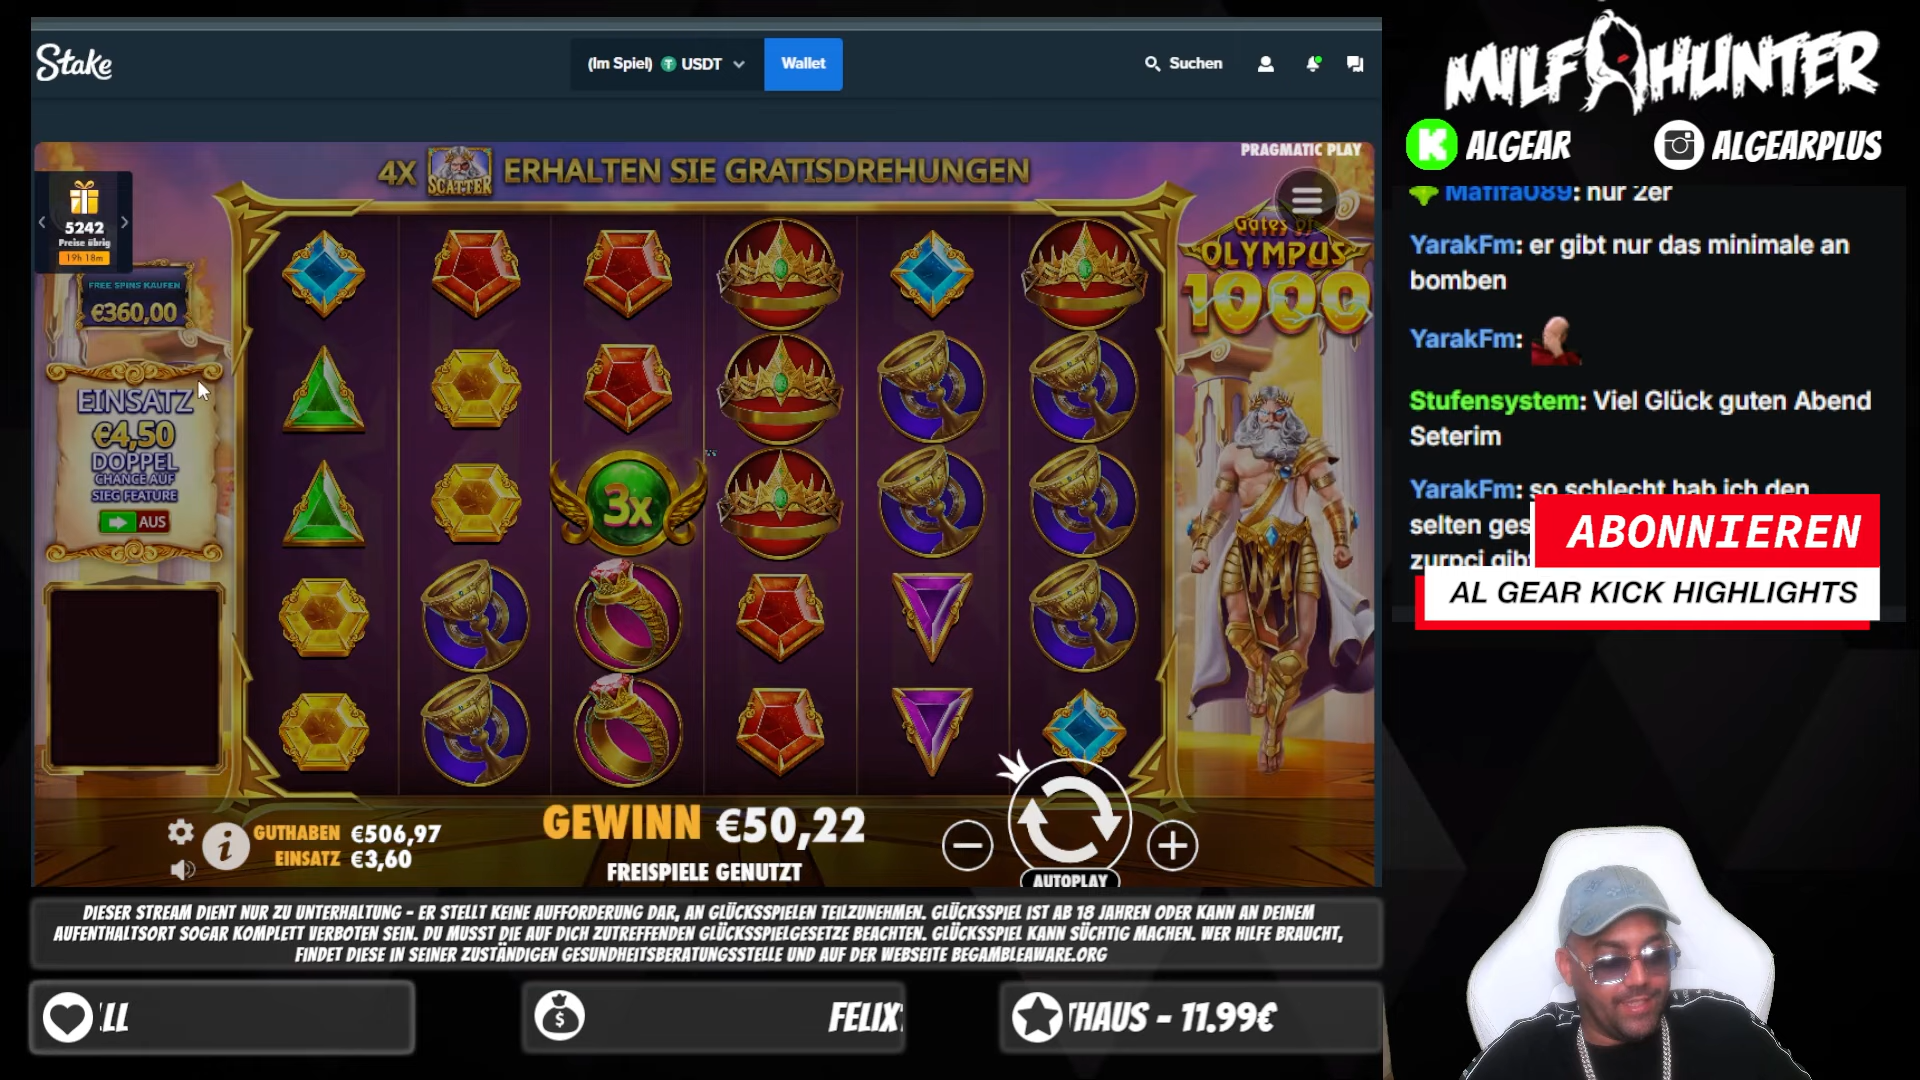 Stake
(Im Spiel) USDT
Wallet
Suchen
4X SCATTER ERHALTEN SIE GRATISDREHUNGEN
PRAGMATIC PLAY
5242
Preise übrig
19h 18m
FREE SPINS KAUFEN
€360,00
EINSATZ
€4,50
DOPPEL
CHANCE AUF
SIEG FEATURE
AUS
3x
Gates of
OLYMPUS
1000
GUTHABEN €506,97
EINSATZ €3,60
GEWINN €50,22
FREISPIELE GENUTZT
AUTOPLAY
MILF HUNTER
K ALGEAR
ALGEARPLUS
Mafifa089: nur 2er
YarakFm: er gibt nur das minimale an
bomben
YarakFm:
Stufensystem: Viel Glück guten Abend
Seterim
YarakFm: so schlecht hab ich den
selten ges
zurpci gibt
ABONNIEREN
AL GEAR KICK HIGHLIGHTS
DIESER STREAM DIENT NUR ZU UNTERHALTUNG - ER STELLT KEINE AUFFORDERUNG DAR, AN GLÜCKSSPIELEN TEILZUNEHMEN. GLÜCKSSPIEL IST AB 18 JAHREN ODER KANN AN DEINEM
AUFENTHALTSORT SOGAR KOMPLETT VERBOTEN SEIN. DU MUSST DIE AUF DICH ZUTREFFENDEN GLÜCKSSPIELGESETZE BEACHTEN. GLÜCKSSPIEL KANN SÜCHTIG MACHEN. WER HILFE BRAUCHT,
FINDET DIESE IN SEINER ZUSTÄNDIGEN GESUNDHEITSBERATUNGSSTELLE UND AUF DER WEBSEITE BEGAMBLEAWARE.ORG
LL
FELIX
THAUS - 11.99€